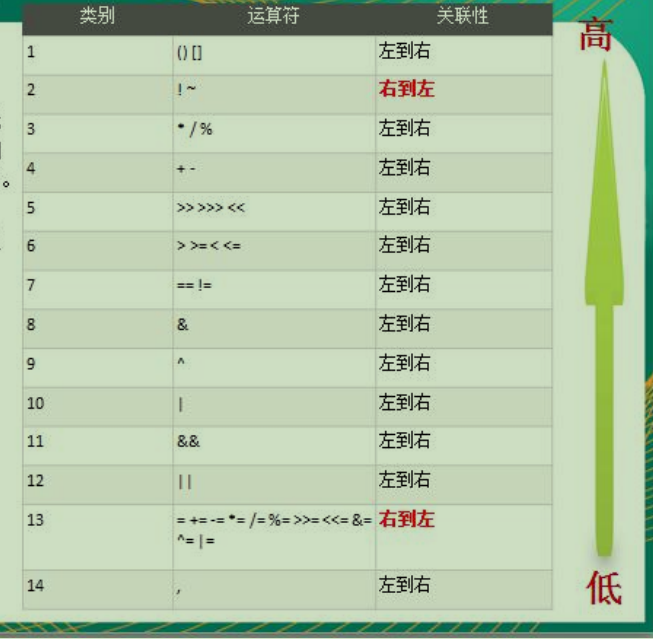 类别 运算符 关联性
高
1 () [] 左到右
2 ! ~ 右到左
3 * / % 左到右
4 + - 左到右
5 >> >>> << 左到右
6 > >= < <= 左到右
7 == != 左到右
8 & 左到右
9 ^ 左到右
10 | 左到右
11 && 左到右
12 || 左到右
13 = += -= *= /= %= >>= <<= &= 右到左
^= |=
14 , 左到右
低